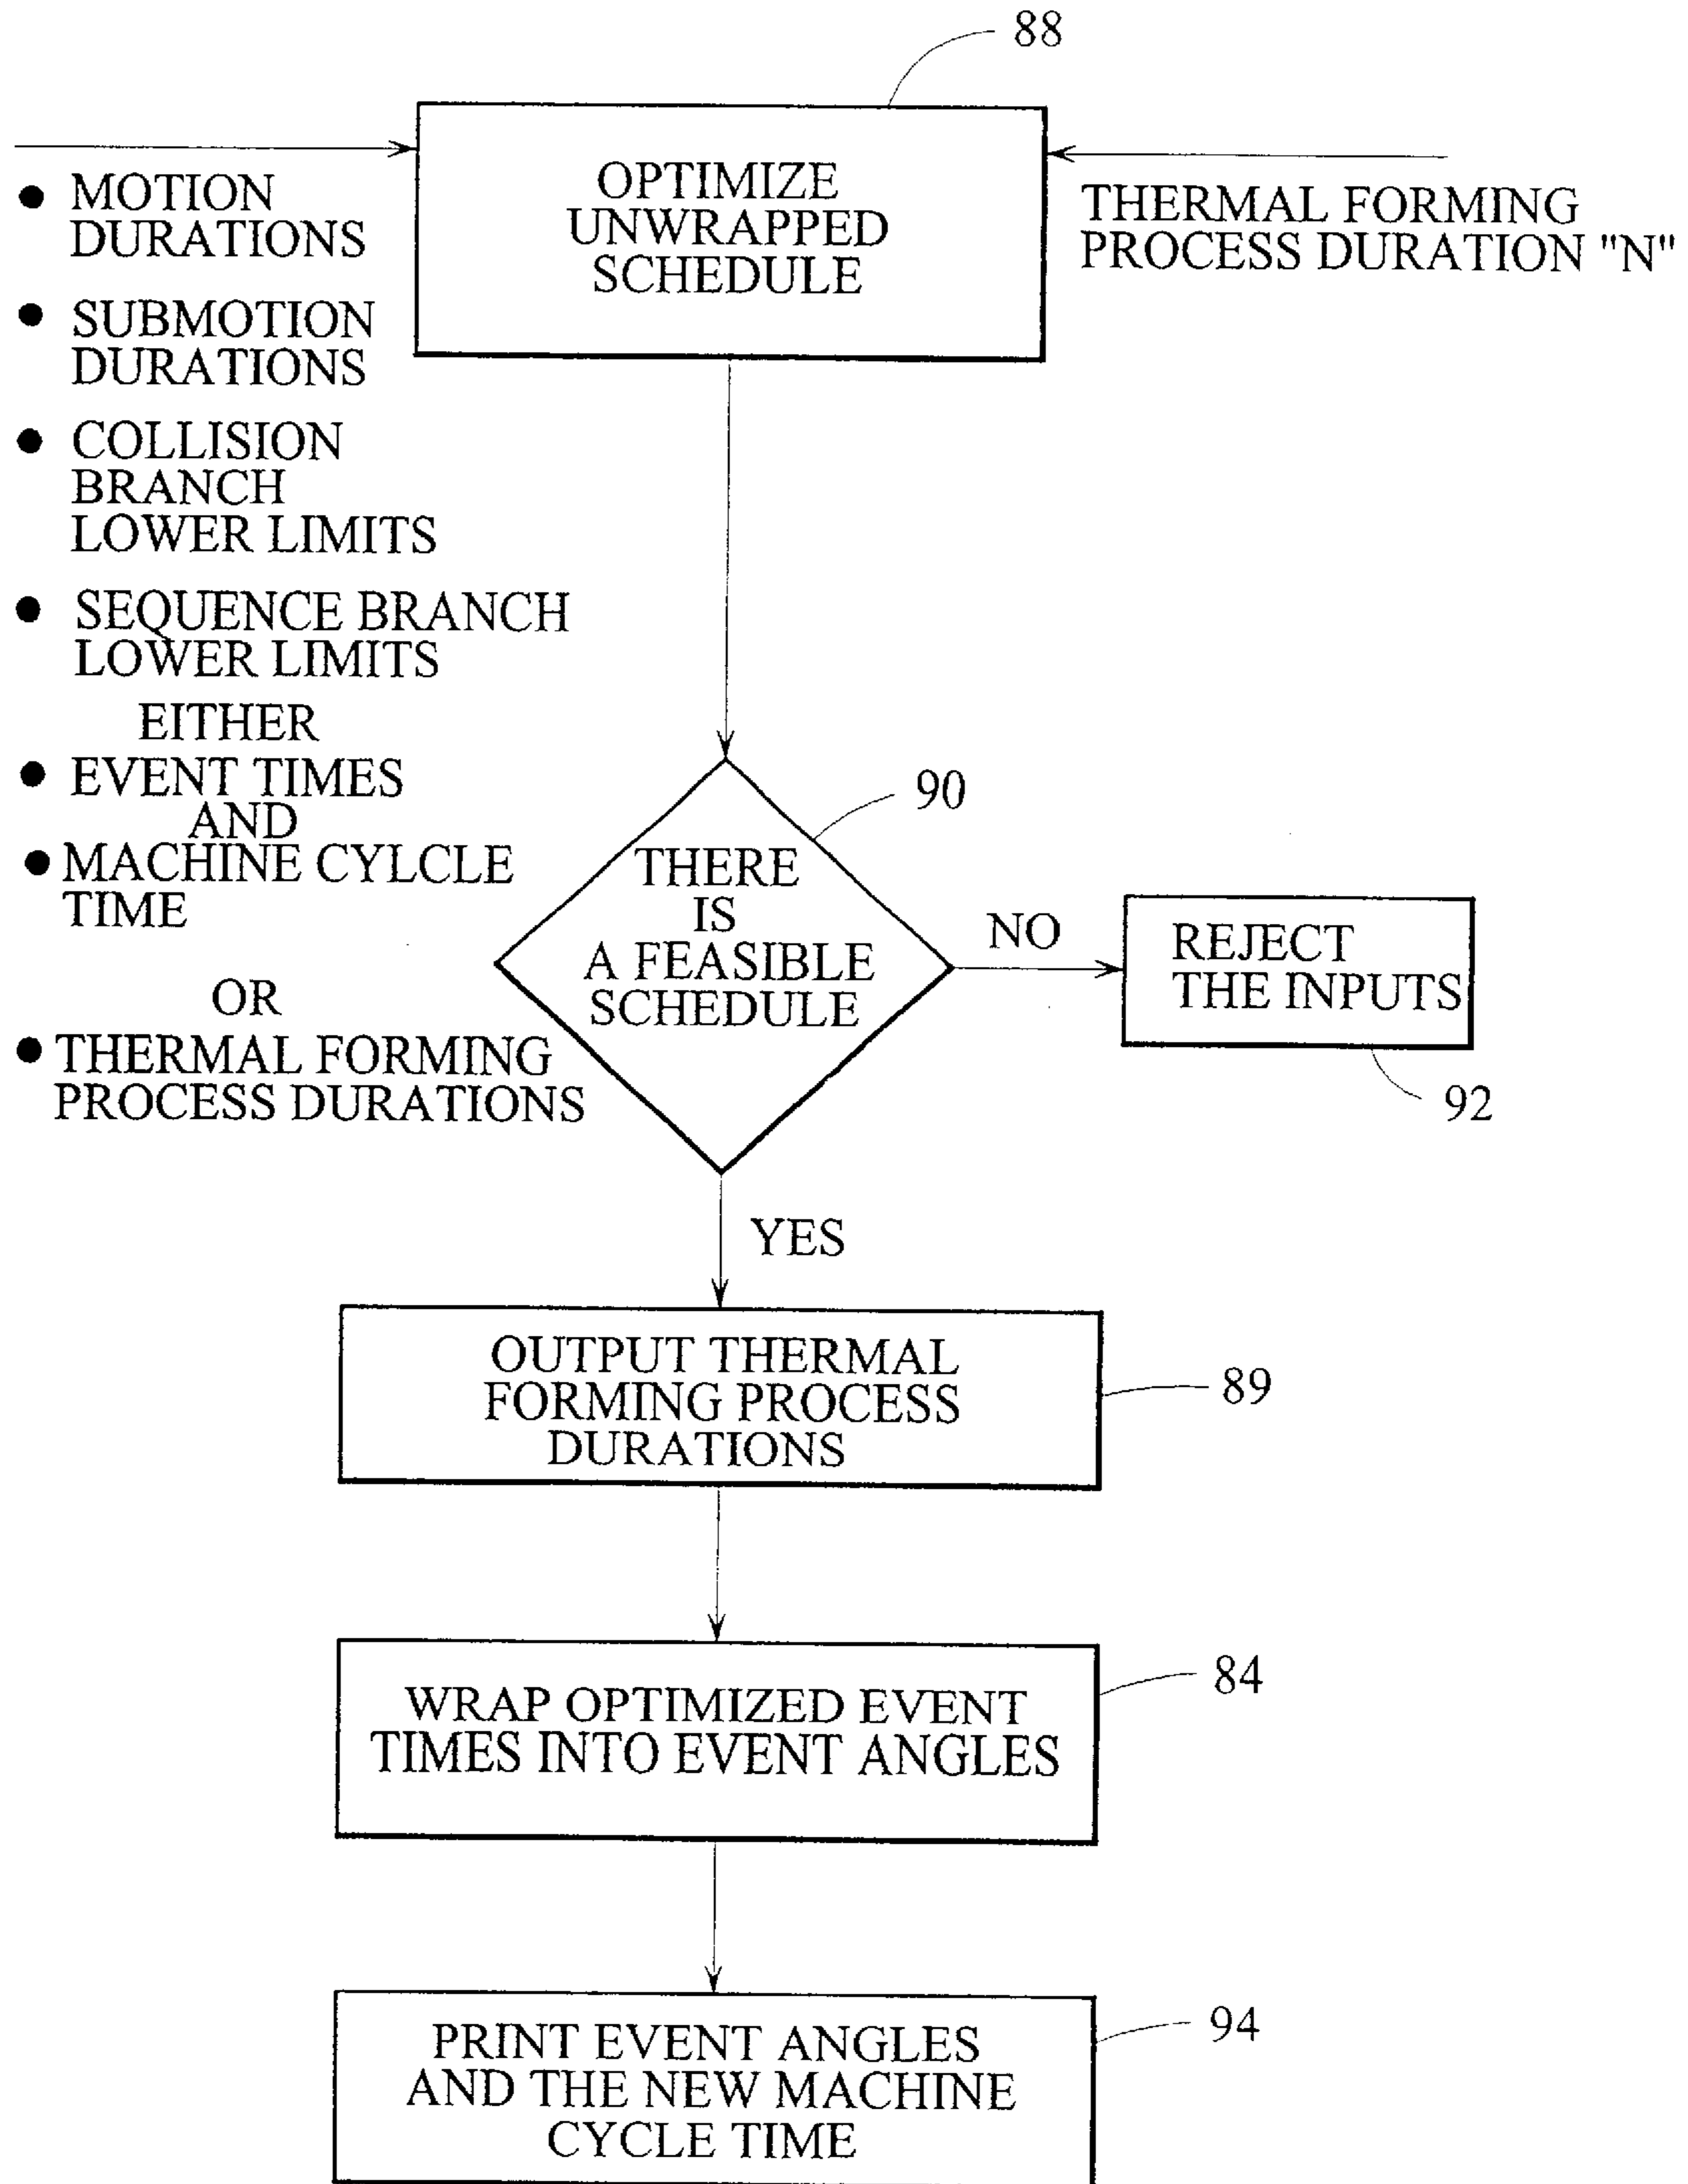 88
OPTIMIZE
UNWRAPPED
SCHEDULE
THERMAL FORMING
PROCESS DURATION "N"
● MOTION
DURATIONS
● SUBMOTION
DURATIONS
● COLLISION
BRANCH
LOWER LIMITS
● SEQUENCE BRANCH
LOWER LIMITS
EITHER
● EVENT TIMES
AND
● MACHINE CYLCLE
TIME
OR
● THERMAL FORMING
PROCESS DURATIONS
90
THERE
IS
A FEASIBLE
SCHEDULE
NO
REJECT
THE INPUTS
92
YES
OUTPUT THERMAL
FORMING PROCESS
DURATIONS
89
WRAP OPTIMIZED EVENT
TIMES INTO EVENT ANGLES
84
PRINT EVENT ANGLES
AND THE NEW MACHINE
CYCLE TIME
94